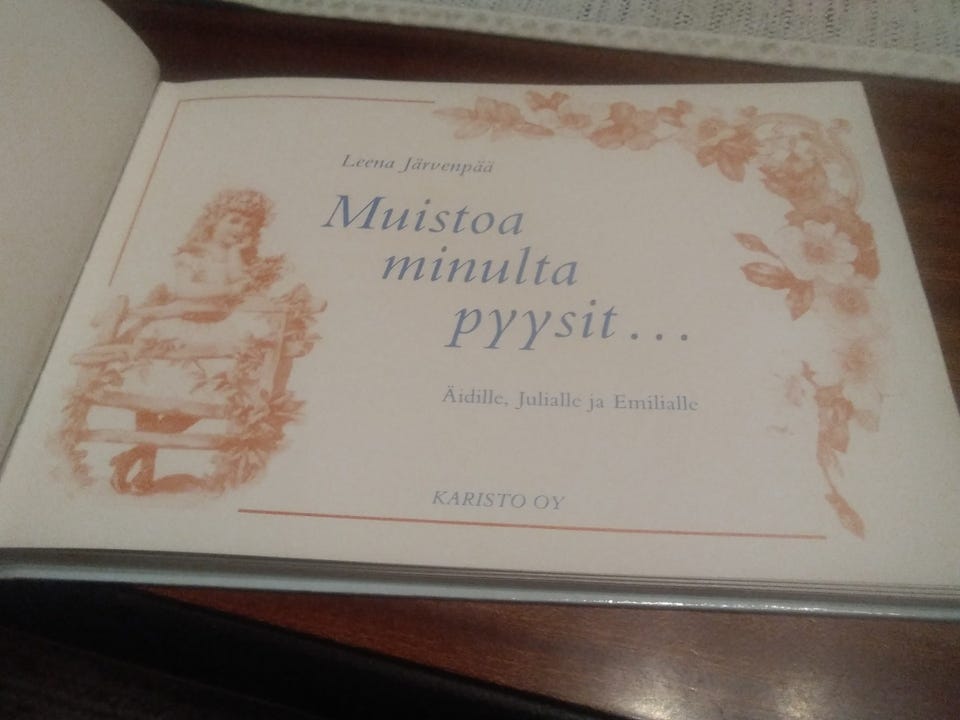 Leena Järvenpää
Muistoa
minulta
pyysit...
Äidille, Julialle ja Emilialle
KARISTO OY